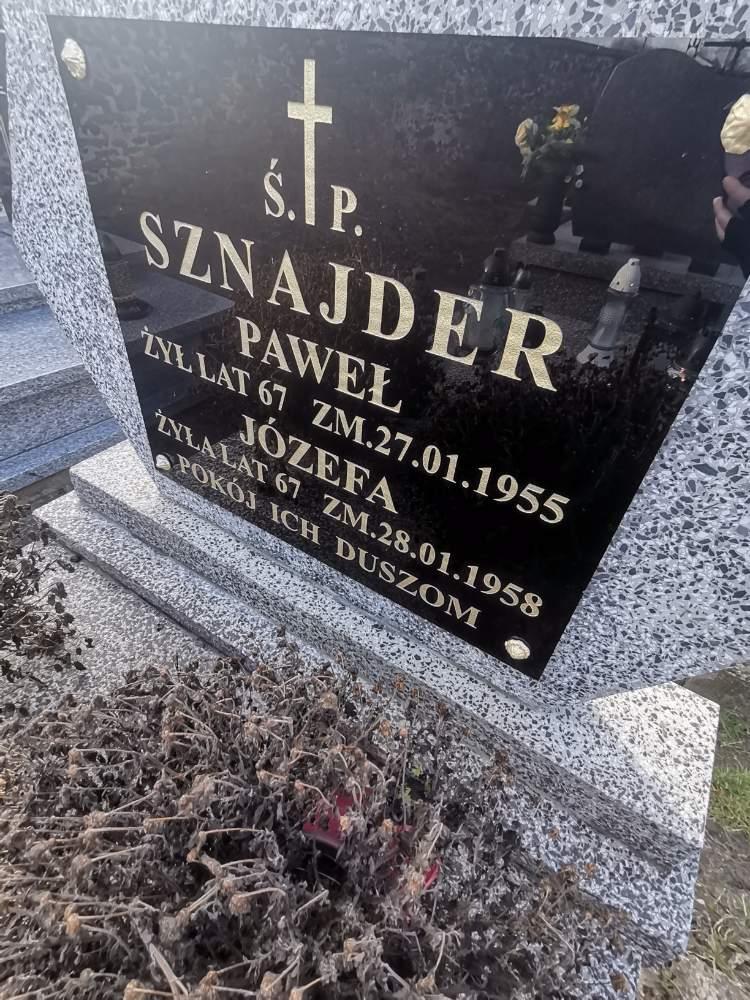 Ś. P.
SZNAJDER
PAWEŁ
ŻYŁ LAT 67 ZM.27.01.1955
JÓZEFA
ŻYŁA LAT 67 ZM.28.01.1958
POKÓJ ICH DUSZOM